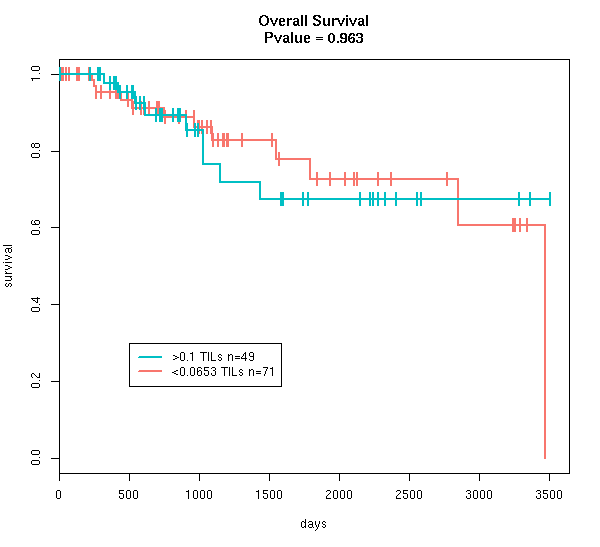 Overall Survival
Pvalue = 0.963
1.0
0.8
0.6
0.4
0.2
0.0
survival
>0.1 TILs n=49
<0.0653 TILs n=71
0 500 1000 1500 2000 2500 3000 3500
days